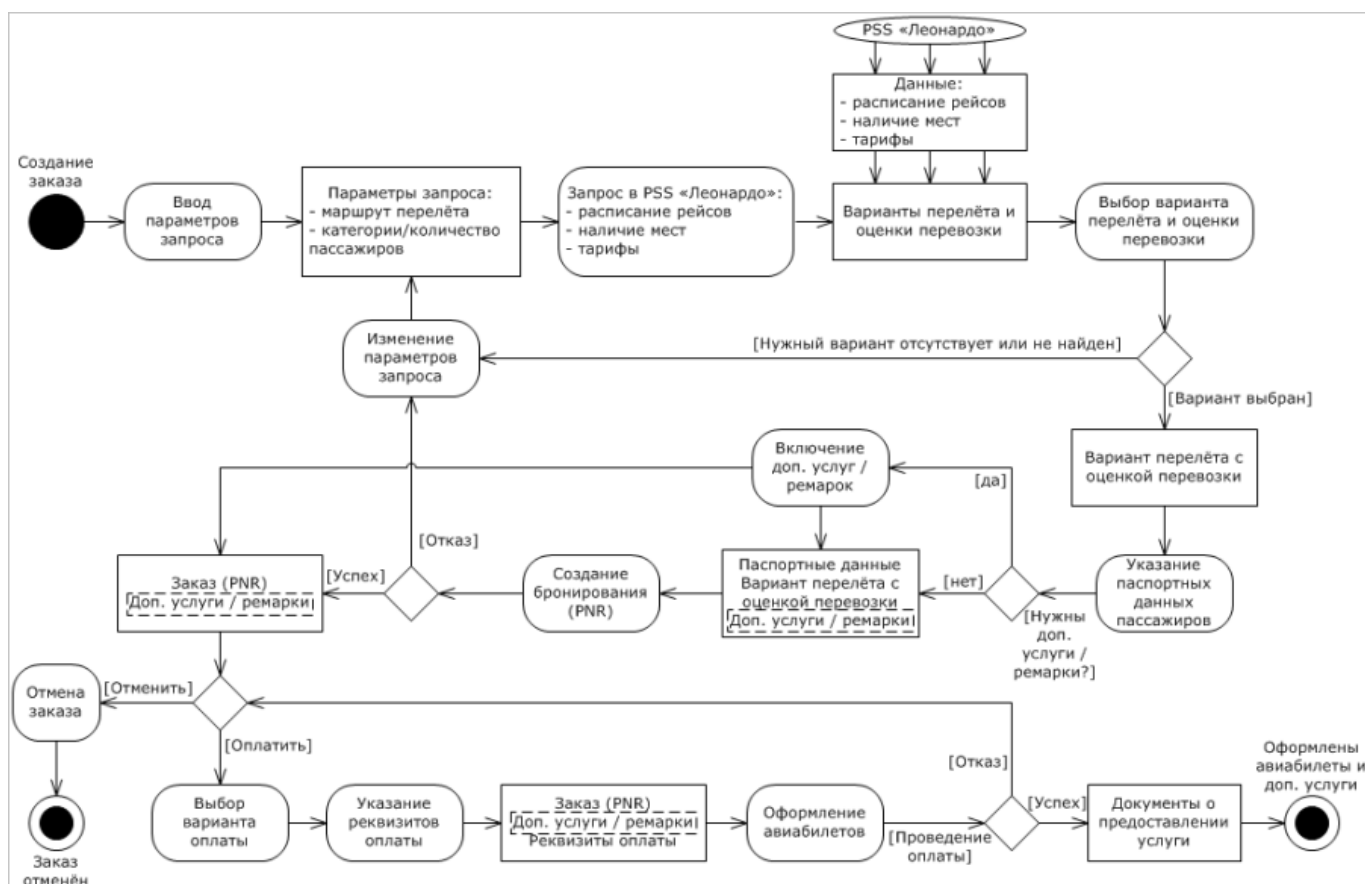 PSS «Леонардо»
Данные:
- расписание рейсов
- наличие мест
- тарифы
Создание
заказа
Ввод
параметров
запроса
Параметры запроса:
- маршрут перелёта
- категории/количество
пассажиров
Запрос в PSS «Леонардо»:
- расписание рейсов
- наличие мест
- тарифы
Варианты перелёта и
оценки перевозки
Выбор варианта
перелёта и оценки
перевозки
Изменение
параметров
запроса
[Нужный вариант отсутствует или не найден]
[Вариант выбран]
Вариант перелёта с
оценкой перевозки
Включение
доп. услуг /
ремарок
[да]
[Отказ]
Заказ (PNR)
Доп. услуги / ремарки
[Успех]
Создание
бронирования
(PNR)
Паспортные данные
Вариант перелёта с
оценкой перевозки
Доп. услуги / ремарки
[нет]
[Нужны
доп.
услуги /
ремарки?]
Указание
паспортных
данных
пассажиров
Отмена
заказа
[Отменить]
[Оплатить]
[Отказ]
Оформлены
авиабилеты и
доп. услуги
Выбор
варианта
оплаты
Указание
реквизитов
оплаты
Заказ (PNR)
Доп. услуги / ремарки
Реквизиты оплаты
Оформление
авиабилетов
[Проведение
оплаты]
[Успех]
Документы о
предоставлении
услуги
Заказ
отменён